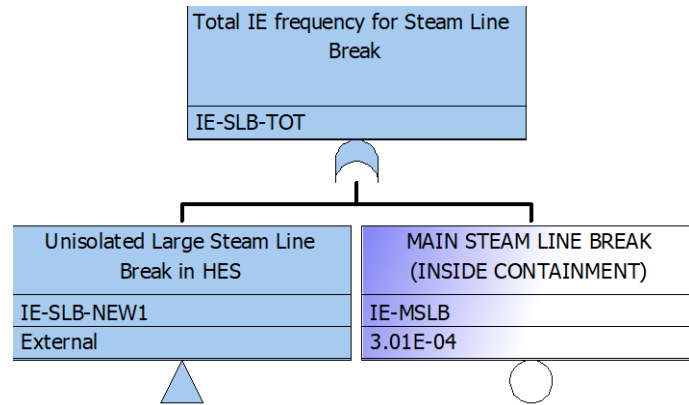 Total IE frequency for Steam Line
Break
IE-SLB-TOT
Unisolated Large Steam Line
Break in HES
IE-SLB-NEW1
External
MAIN STEAM LINE BREAK
(INSIDE CONTAINMENT)
IE-MSLB
3.01E-04